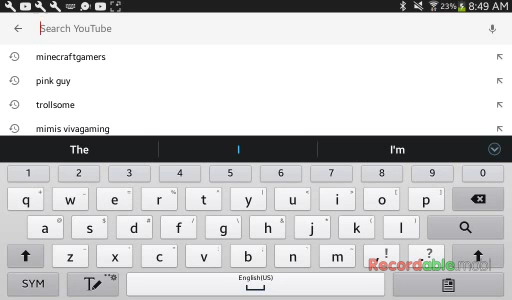 23% 8:49 AM
Search YouTube
minecraftgamers
pink guy
trollsome
mimis vivagaming
The I I'm
1 2 3 4 5 6 7 8 9 0
q + w - e = r % t * y u < i > o [ p ]
a @ s $ d # f / g \ h & j * k ( l )
z x c v " b ; n m ~ , ! . ?
SYM T English(US)
Recordable.mobi